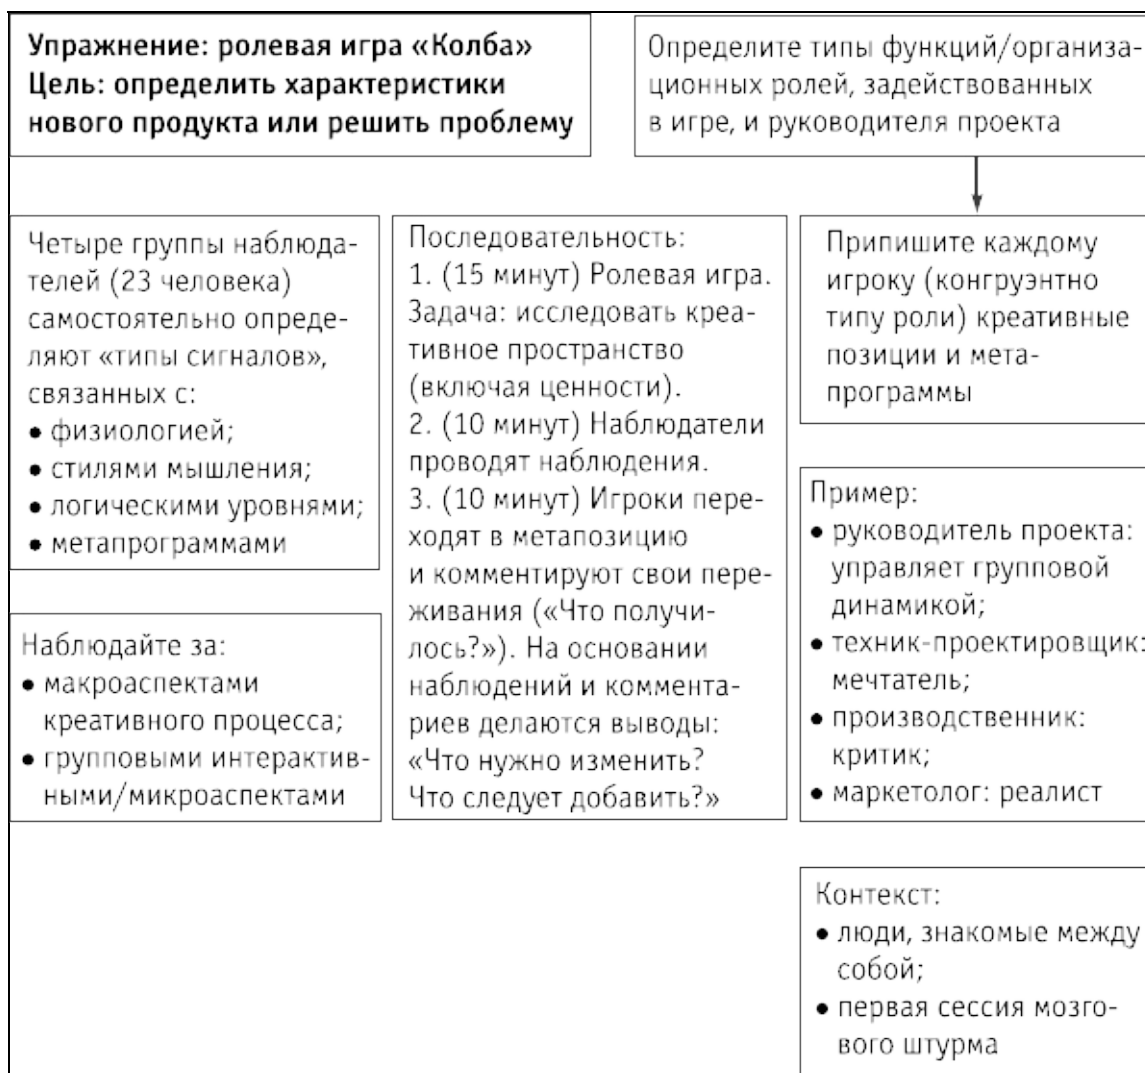 Упражнение: ролевая игра «Колба»
Цель: определить характеристики
нового продукта или решить проблему
Определите типы функций/организа-
ционных ролей, задействованных
в игре, и руководителя проекта
Четыре группы наблюда-
телей (23 человека)
самостоятельно опреде-
ляют «типы сигналов»,
связанных с:
• физиологией;
• стилями мышления;
• логическими уровнями;
• метапрограммами
Наблюдайте за:
• макроаспектами
креативного процесса;
• групповыми интерактив-
ными/микроаспектами
Последовательность:
1. (15 минут) Ролевая игра.
Задача: исследовать креа-
тивное пространство
(включая ценности).
2. (10 минут) Наблюдатели
проводят наблюдения.
3. (10 минут) Игроки пере-
ходят в метапозицию
и комментируют свои пере-
живания («Что получи-
лось?»). На основании
наблюдений и коммента-
риев делаются выводы:
«Что нужно изменить?
Что следует добавить?»
Припишите каждому
игроку (конгруэнтно
типу роли) креативные
позиции и мета-
программы
Пример:
• руководитель проекта:
управляет групповой
динамикой;
• техник-проектировщик:
мечтатель;
• производственник:
критик;
• маркетолог: реалист
Контекст:
• люди, знакомые между
собой;
• первая сессия мозго-
вого штурма